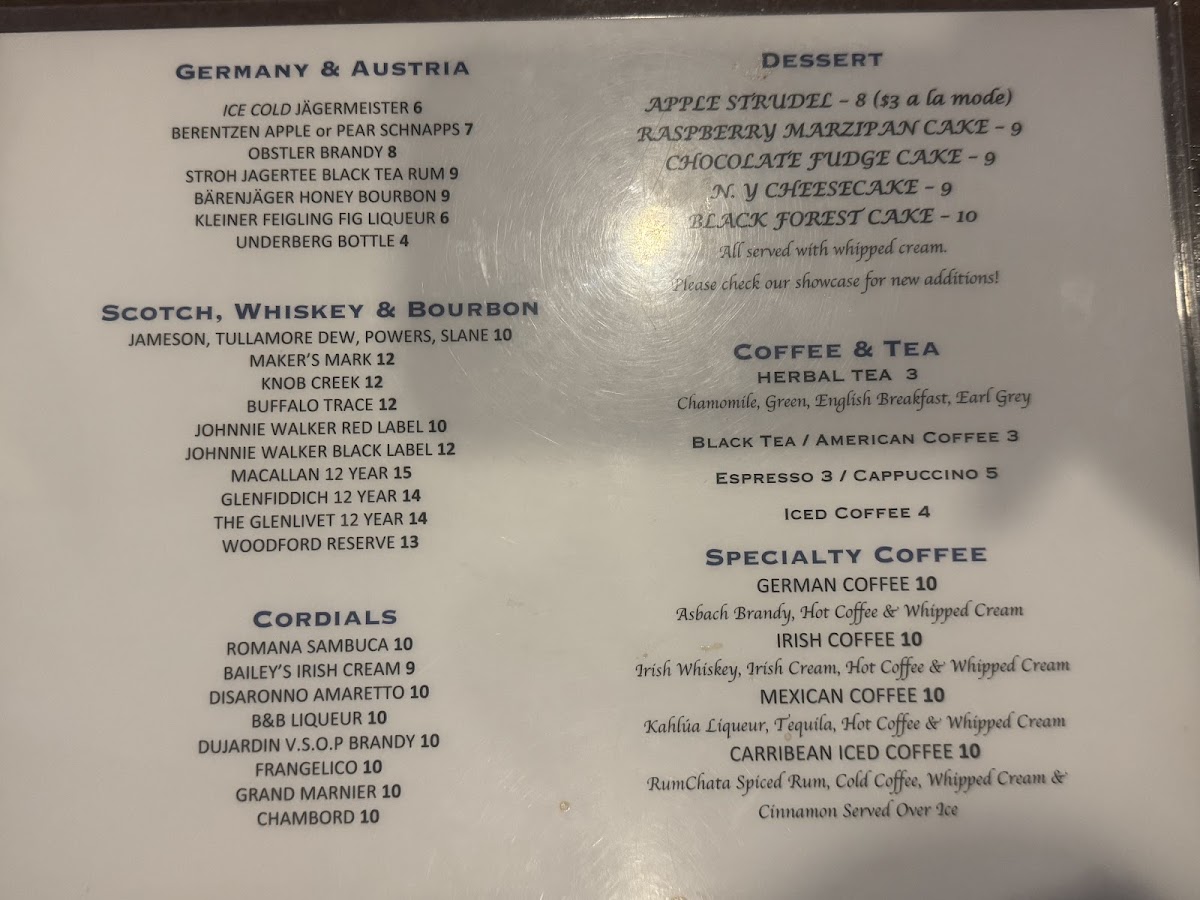 GERMANY & AUSTRIA
ICE COLD JÄGERMEISTER 6
BERENTZEN APPLE or PEAR SCHNAPPS 7
OBSTLER BRANDY 8
STROH JAGERTEE BLACK TEA RUM 9
BÄRENJÄGER HONEY BOURBON 9
KLEINER FEIGLING FIG LIQUEUR 6
UNDERBERG BOTTLE 4
SCOTCH, WHISKEY & BOURBON
JAMESON, TULLAMORE DEW, POWERS, SLANE 10
MAKER'S MARK 12
KNOB CREEK 12
BUFFALO TRACE 12
JOHNNIE WALKER RED LABEL 10
JOHNNIE WALKER BLACK LABEL 12
MACALLAN 12 YEAR 15
GLENFIDDICH 12 YEAR 14
THE GLENLIVET 12 YEAR 14
WOODFORD RESERVE 13
CORDIALS
ROMANA SAMBUCA 10
BAILEY'S IRISH CREAM 9
DISARONNO AMARETTO 10
B&B LIQUEUR 10
DUJARDIN V.S.O.P BRANDY 10
FRANGELICO 10
GRAND MARNIER 10
CHAMBORD 10
DESSERT
APPLE STRUDEL – 8 ($3 a la mode)
RASPBERRY MARZIPAN CAKE – 9
CHOCOLATE FUDGE CAKE – 9
N. Y CHEESECAKE – 9
BLACK FOREST CAKE – 10
All served with whipped cream.
Please check our showcase for new additions!
COFFEE & TEA
HERBAL TEA 3
Chamomile, Green, English Breakfast, Earl Grey
BLACK TEA / AMERICAN COFFEE 3
ESPRESSO 3 / CAPPUCCINO 5
ICED COFFEE 4
SPECIALTY COFFEE
GERMAN COFFEE 10
Asbach Brandy, Hot Coffee & Whipped Cream
IRISH COFFEE 10
Irish Whiskey, Irish Cream, Hot Coffee & Whipped Cream
MEXICAN COFFEE 10
Kahlúa Liqueur, Tequila, Hot Coffee & Whipped Cream
CARRIBEAN ICED COFFEE 10
RumChata Spiced Rum, Cold Coffee, Whipped Cream &
Cinnamon Served Over Ice